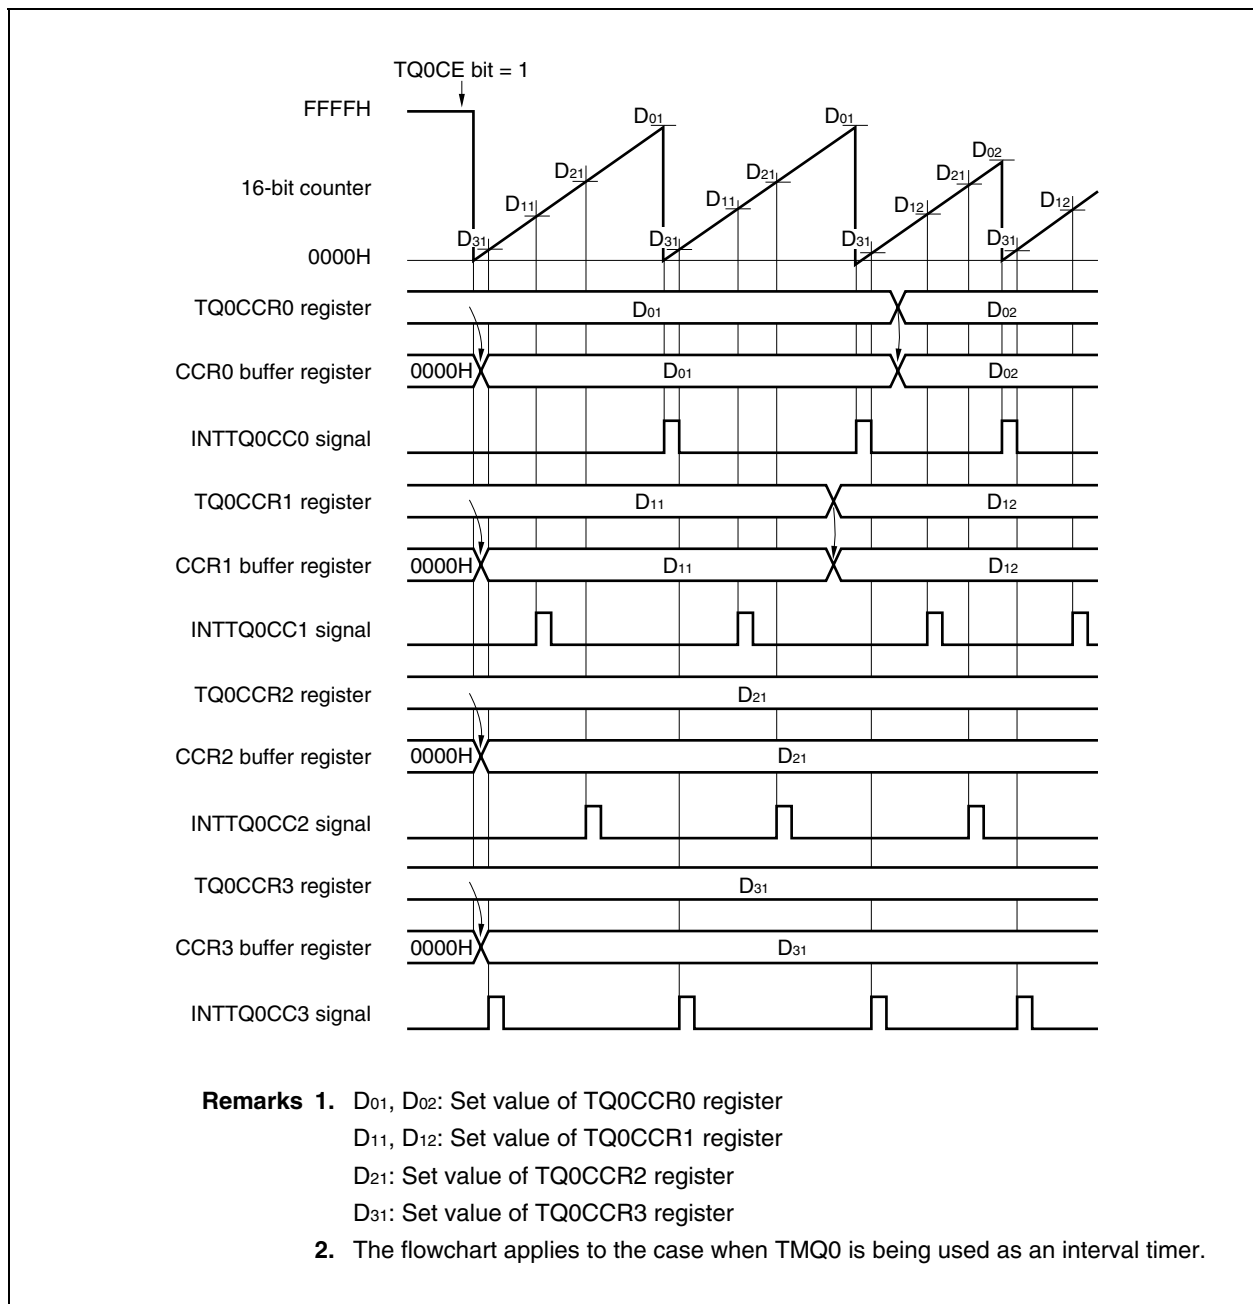 TQ0CE bit = 1
FFFFH
D01 D01
D02
D21 D21 D21
16-bit counter
D11 D11 D12 D12
D31 D31 D31 D31
0000H
TQ0CCR0 register D01 D02
CCR0 buffer register 0000H D01 D02
INTTQ0CC0 signal
TQ0CCR1 register D11 D12
CCR1 buffer register 0000H D11 D12
INTTQ0CC1 signal
TQ0CCR2 register D21
CCR2 buffer register 0000H D21
INTTQ0CC2 signal
TQ0CCR3 register D31
CCR3 buffer register 0000H D31
INTTQ0CC3 signal
Remarks 1. D01, D02: Set value of TQ0CCR0 register
D11, D12: Set value of TQ0CCR1 register
D21: Set value of TQ0CCR2 register
D31: Set value of TQ0CCR3 register
2. The flowchart applies to the case when TMQ0 is being used as an interval timer.